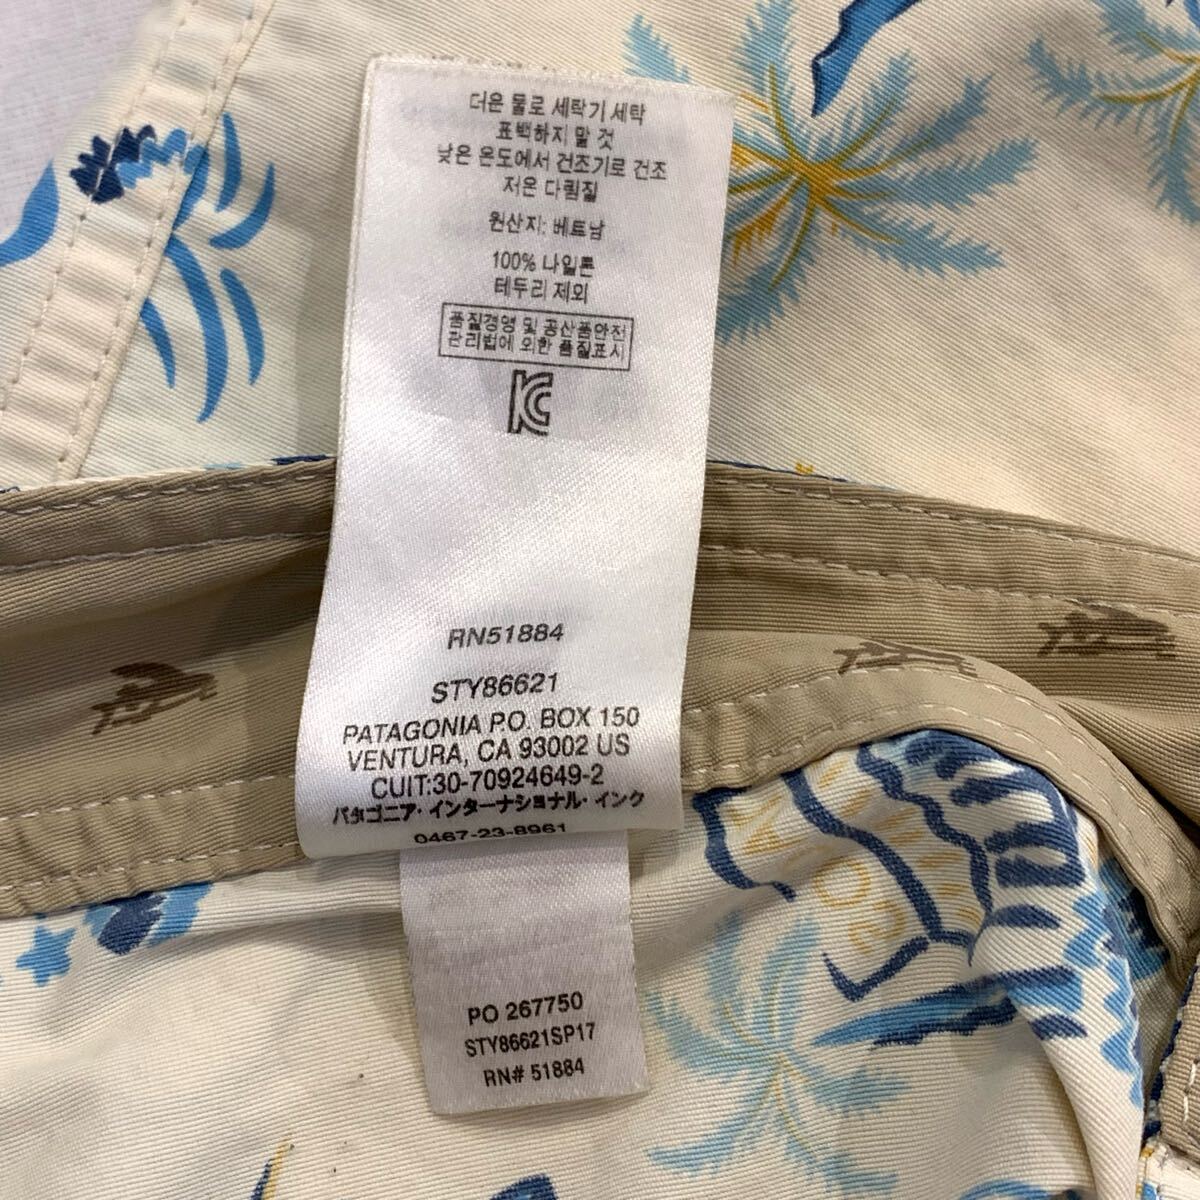 더운 물로 세탁기 세탁
표백하지 말 것
낮은 온도에서 건조기로 건조
저온 다림질
원산지: 베트남
100% 나일론
테두리 제외
품질경영 및 공산품안전
관리법에 의한 품질표시
RN51884
STY86621
PATAGONIA P.O. BOX 150
VENTURA, CA 93002 US
CUIT:30-70924649-2
パタゴニア・インターナショナル・インク
0467-23-8961
PO 267750
STY86621SP17
RN# 51884